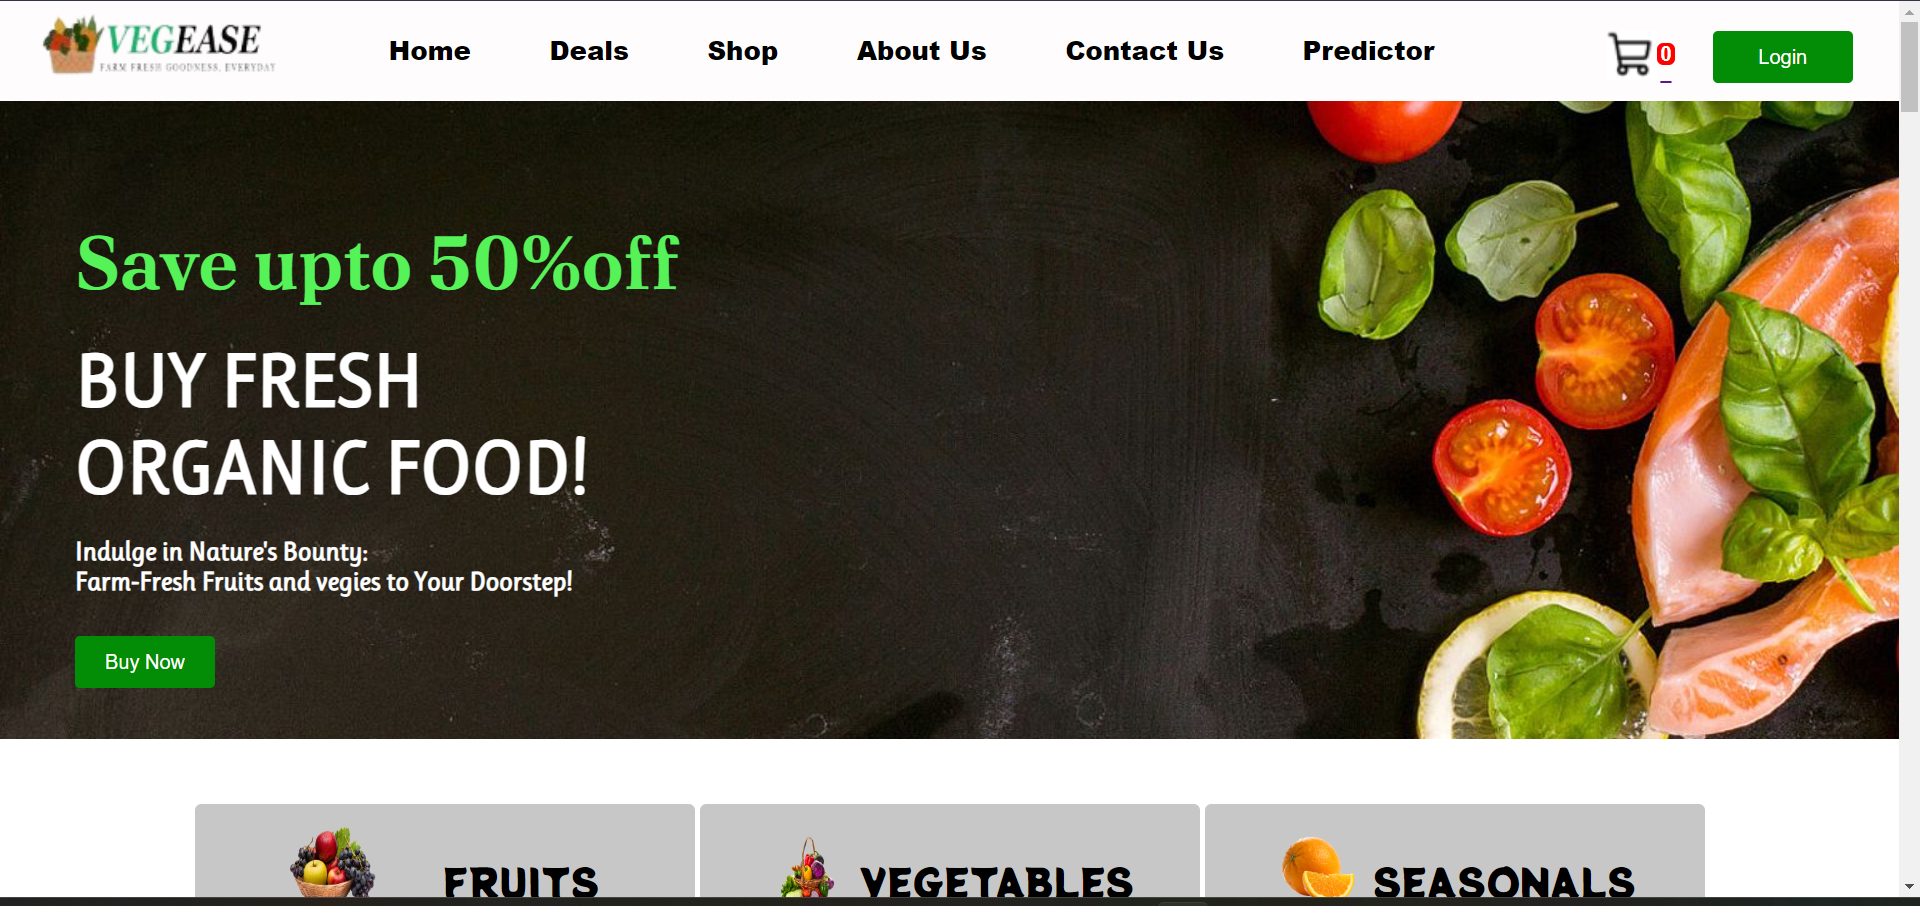 VEGEASE
FARM FRESH GOODNESS, EVERYDAY
Home
Deals
Shop
About Us
Contact Us
Predictor
0
Login
Save upto 50%off
BUY FRESH
ORGANIC FOOD!
Indulge in Nature's Bounty:
Farm-Fresh Fruits and vegies to Your Doorstep!
Buy Now
FRUITS
VEGETABLES
SEASONALS